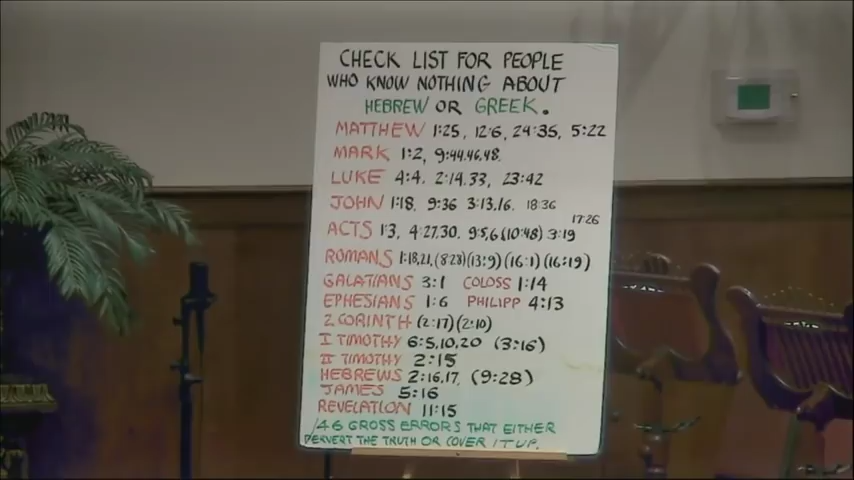 CHECK LIST FOR PEOPLE
WHO KNOW NOTHING ABOUT
HEBREW OR GREEK.
MATTHEW 1:25, 12:6, 24:35, 5:22
MARK 1:2, 9:44.46.48.
LUKE 4:4. 2:14.33, 23:42
JOHN 1:18. 9:36 3:13,16. 18:36
17:26
ACTS 1:3, 4:27,30. 9:5,6 (10:48) 3:19
ROMANS 1:18,21, (8:28) (13:9) (16:1) (16:19)
GALATIANS 3:1 COLOSS 1:14
EPHESIANS 1:6 PHILIPP 4:13
2 CORINTH (2:17) (2:10)
I TIMOTHY 6:5,10,20 (3:16)
II TIMOTHY 2:15
HEBREWS 2:16,17, (9:28)
JAMES 5:16
REVELATION 11:15
46 GROSS ERRORS THAT EITHER
PERVERT THE TRUTH OR COVER IT UP.